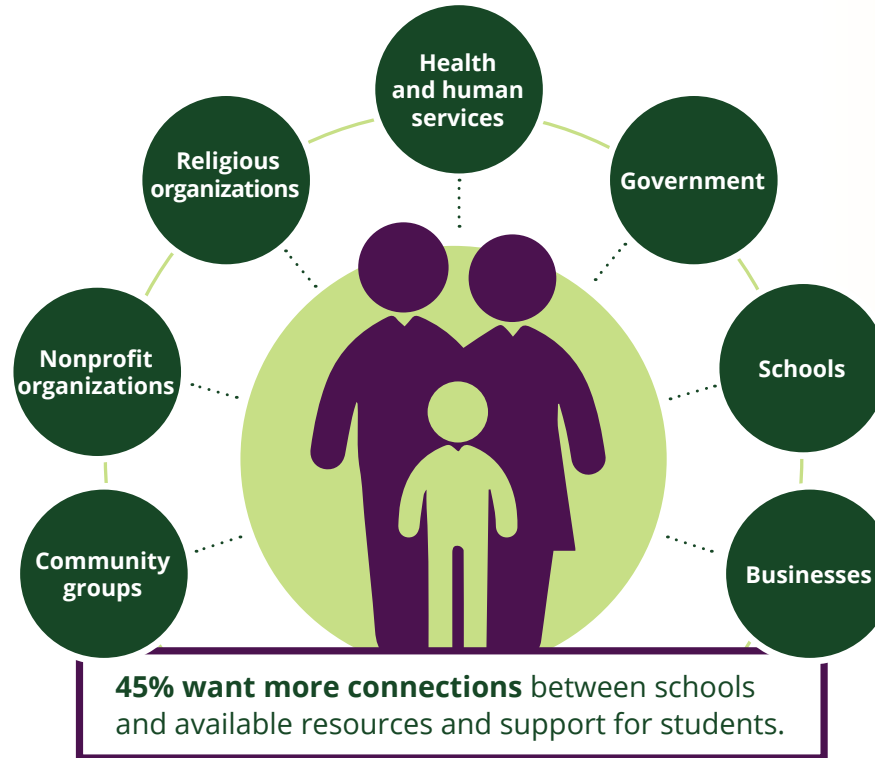 Health
and human
services
Religious
organizations
Government
Nonprofit
organizations
Schools
Community
groups
Businesses
45% want more connections between schools
and available resources and support for students.